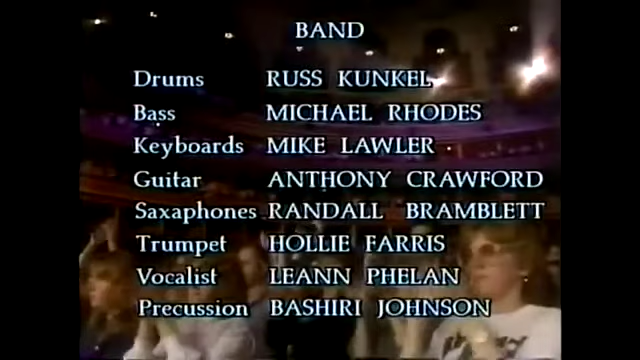 BAND
Drums RUSS KUNKEL
Bass MICHAEL RHODES
Keyboards MIKE LAWLER
Guitar ANTHONY CRAWFORD
Saxaphones RANDALL BRAMBLETT
Trumpet HOLLIE FARRIS
Vocalist LEANN PHELAN
Precussion BASHIRI JOHNSON